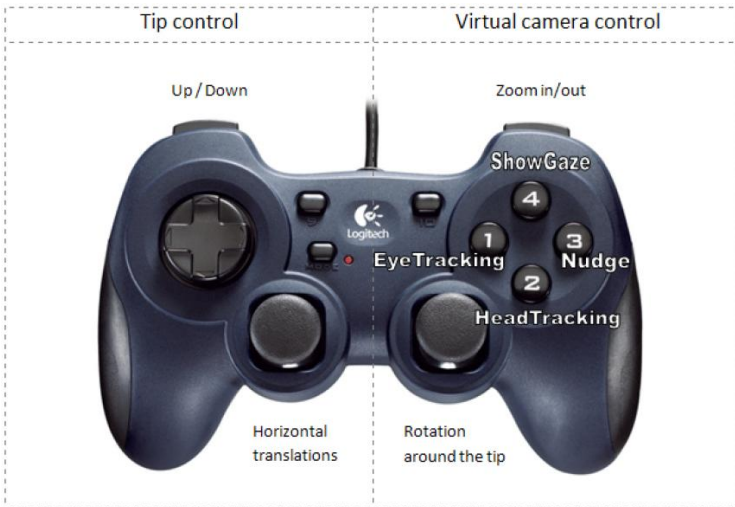 Tip control
Virtual camera control
Up / Down
Zoom in/out
ShowGaze
4
Logitech
1
3
EyeTracking
Nudge
2
HeadTracking
Horizontal
translations
Rotation
around the tip